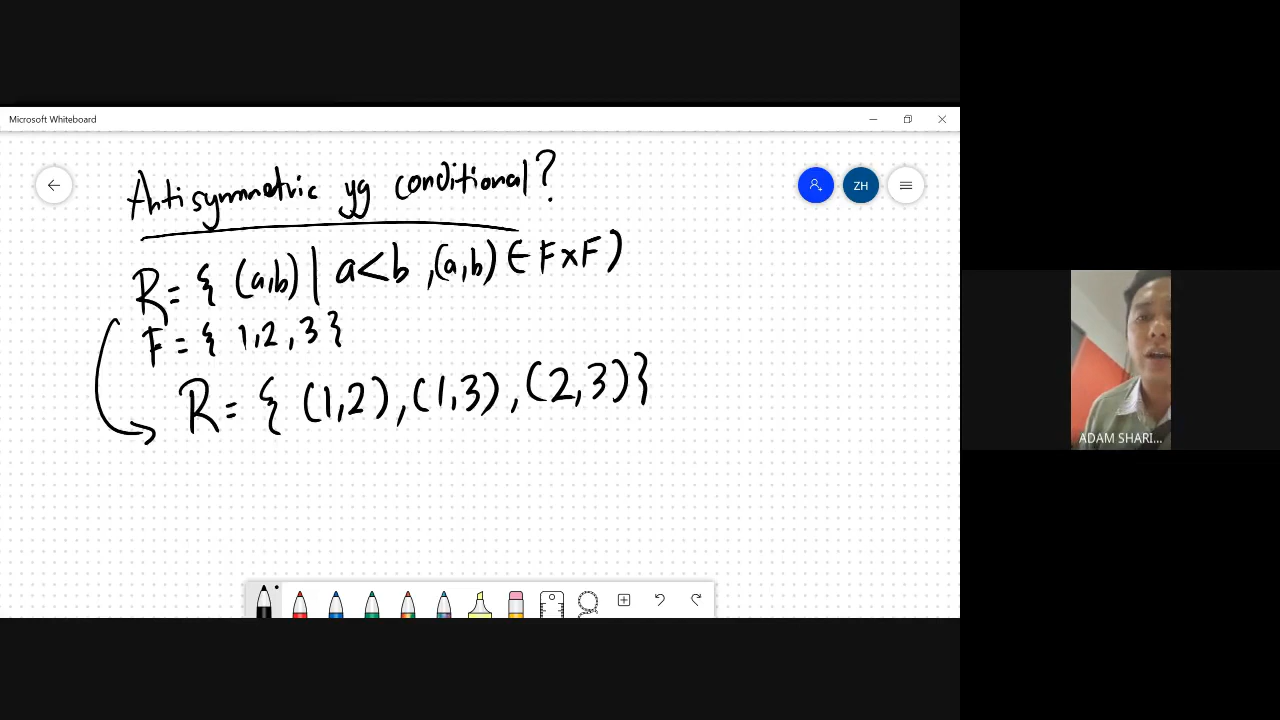 Microsoft Whiteboard
ZH
Antisymmetric yg conditional?
R = { (a,b) | a < b , (a,b) ∈ F x F )
F = { 1,2,3 }
R = { (1,2), (1,3), (2,3) }
ADAM SHARI...